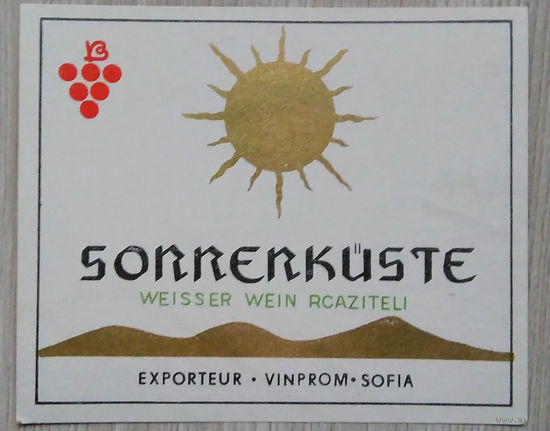 SONNENKÜSTE
WEISSER WEIN RCAZITELI
EXPORTEUR • VINPROM • SOFIA